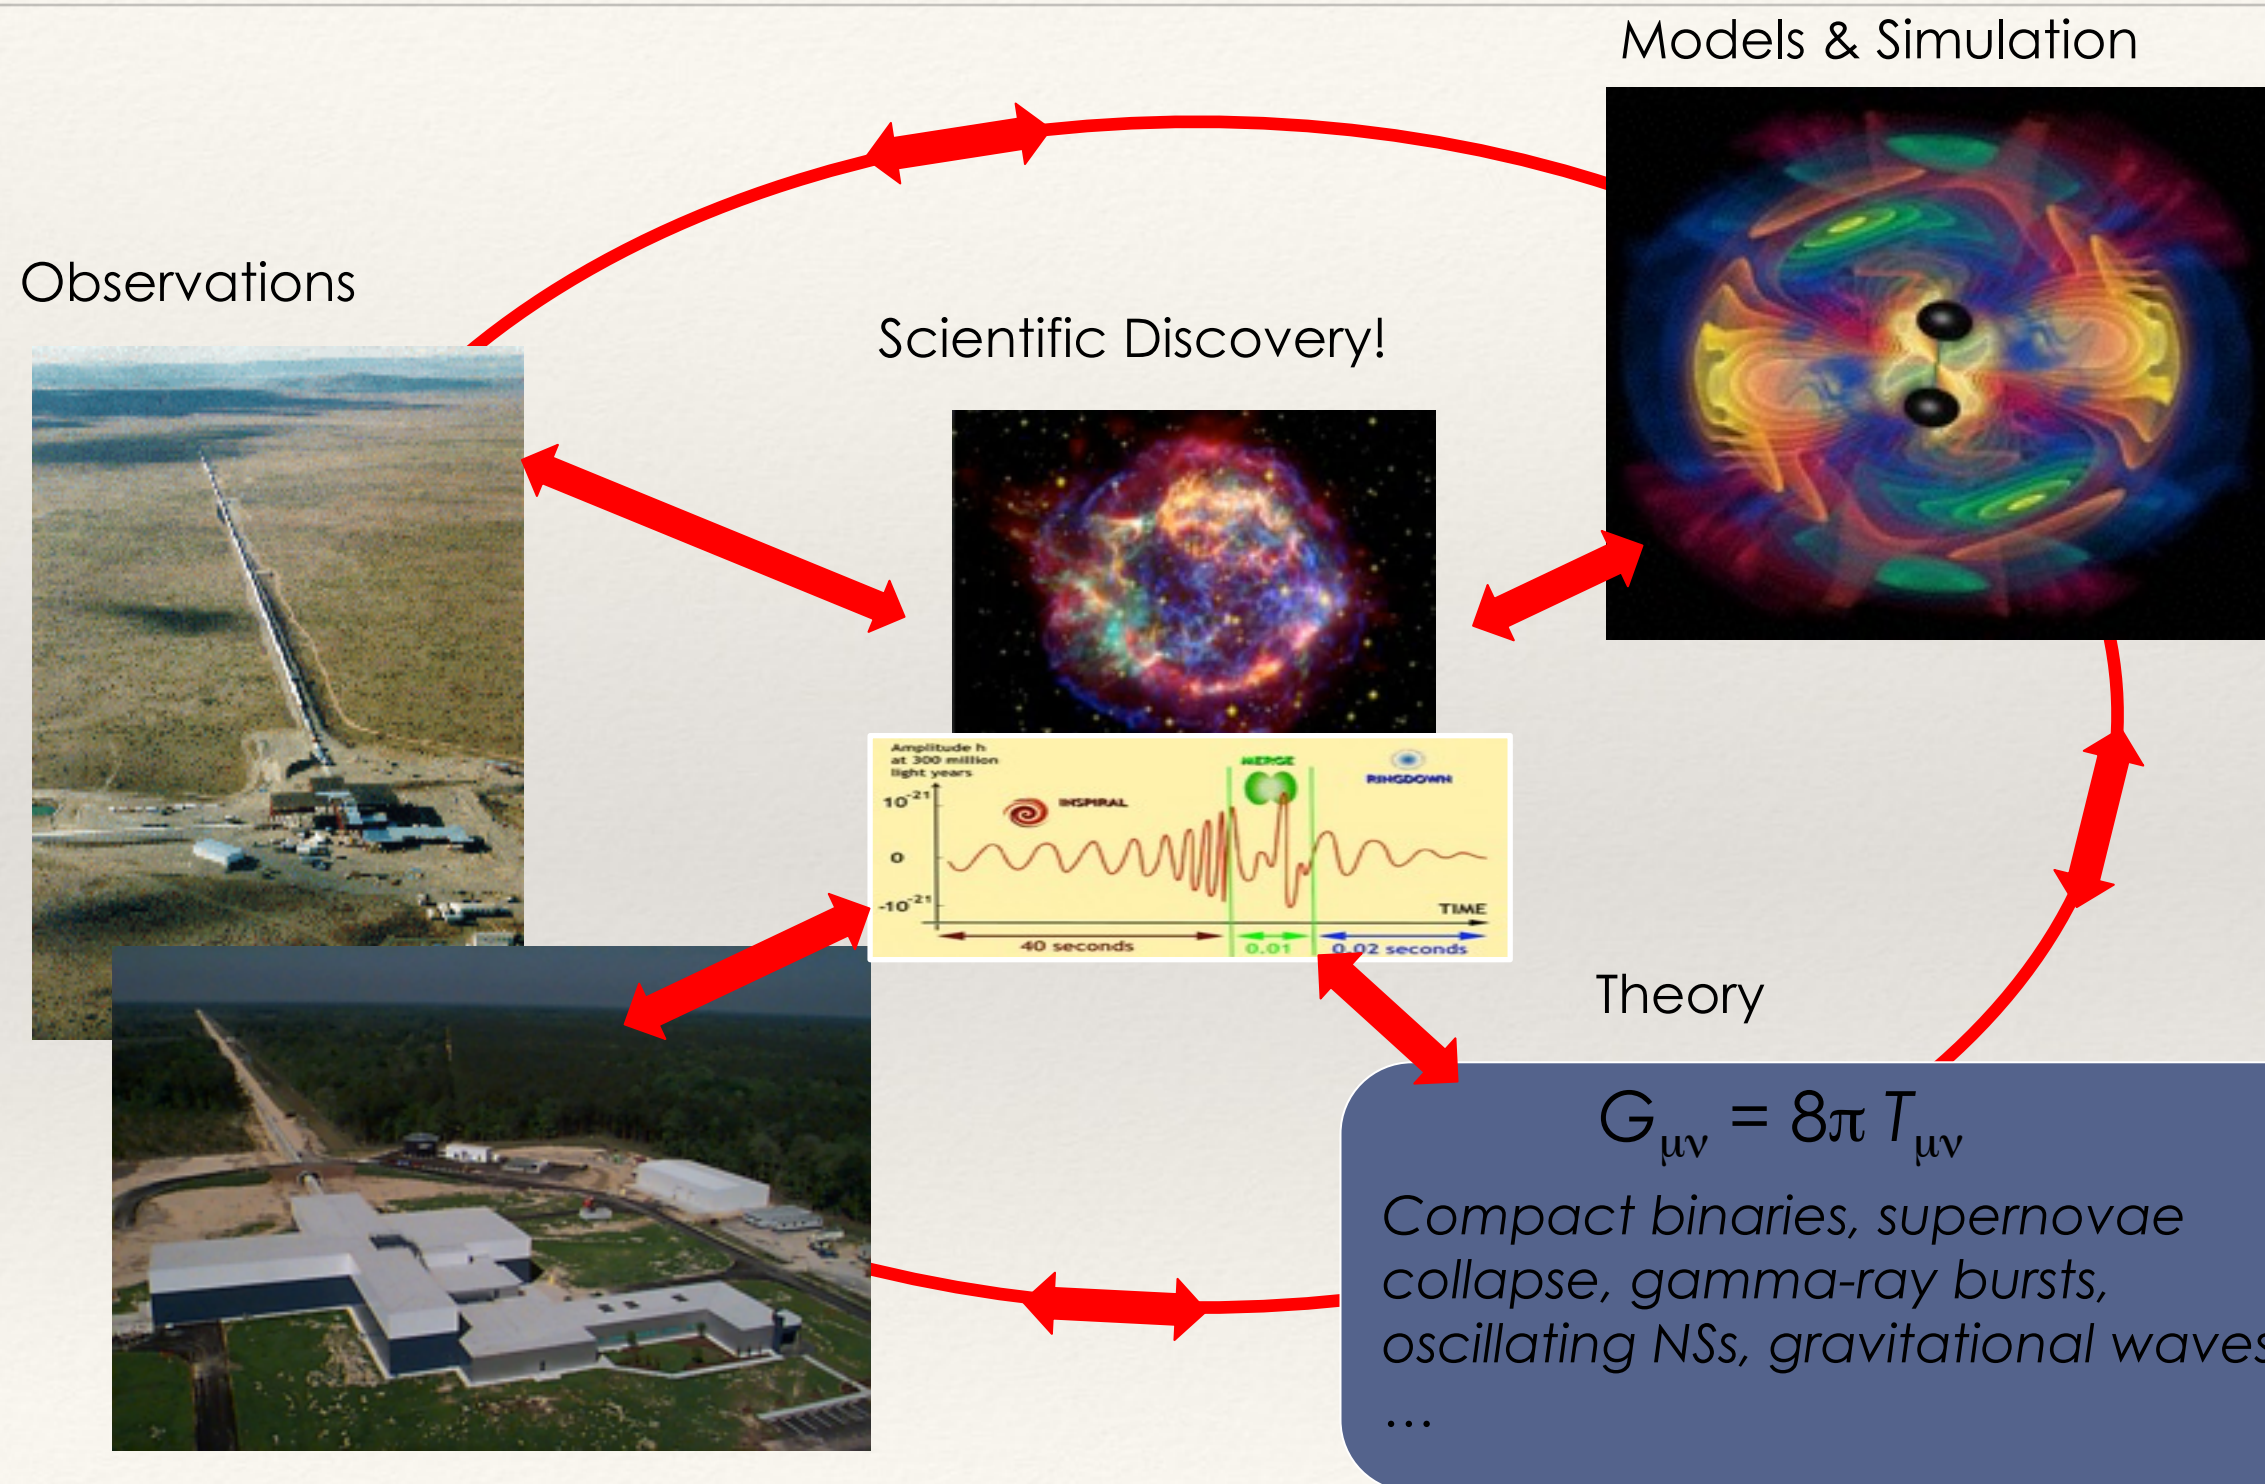 Models & Simulation
Observations
Scientific Discovery!
Amplitude h
at 300 million
light years
10⁻²¹
0
-10⁻²¹
INSPIRAL
MERGE
RINGDOWN
TIME
40 seconds
0.01
0.02 seconds
Theory
G_μν = 8π T_μν
Compact binaries, supernovae
collapse, gamma-ray bursts,
oscillating NSs, gravitational waves
…